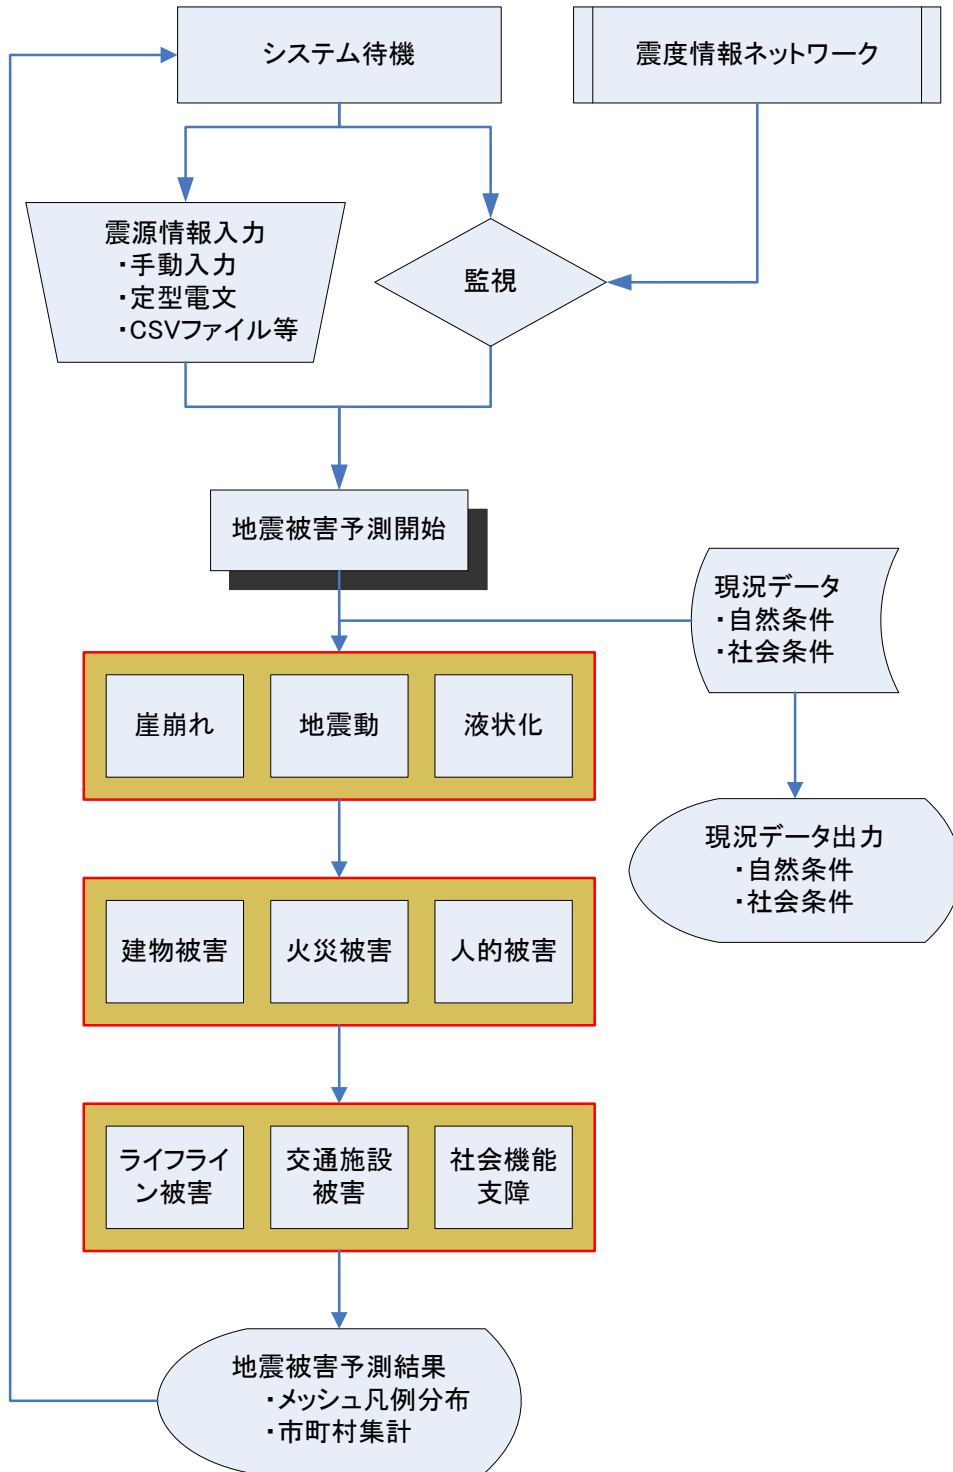 システム待機
震度情報ネットワーク
震源情報入力
・手動入力
・定型電文
・CSVファイル等
監視
地震被害予測開始
現況データ
・自然条件
・社会条件
崖崩れ
地震動
液状化
現況データ出力
・自然条件
・社会条件
建物被害
火災被害
人的被害
ライフライ
ン被害
交通施設
被害
社会機能
支障
地震被害予測結果
・メッシュ凡例分布
・市町村集計